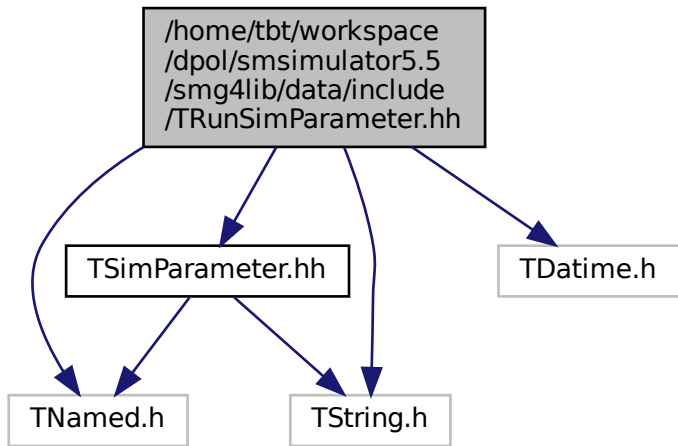 /home/tbt/workspace
/dpol/smsimulator5.5
/smg4lib/data/include
/TRunSimParameter.hh
TSimParameter.hh
TDatime.h
TNamed.h
TString.h